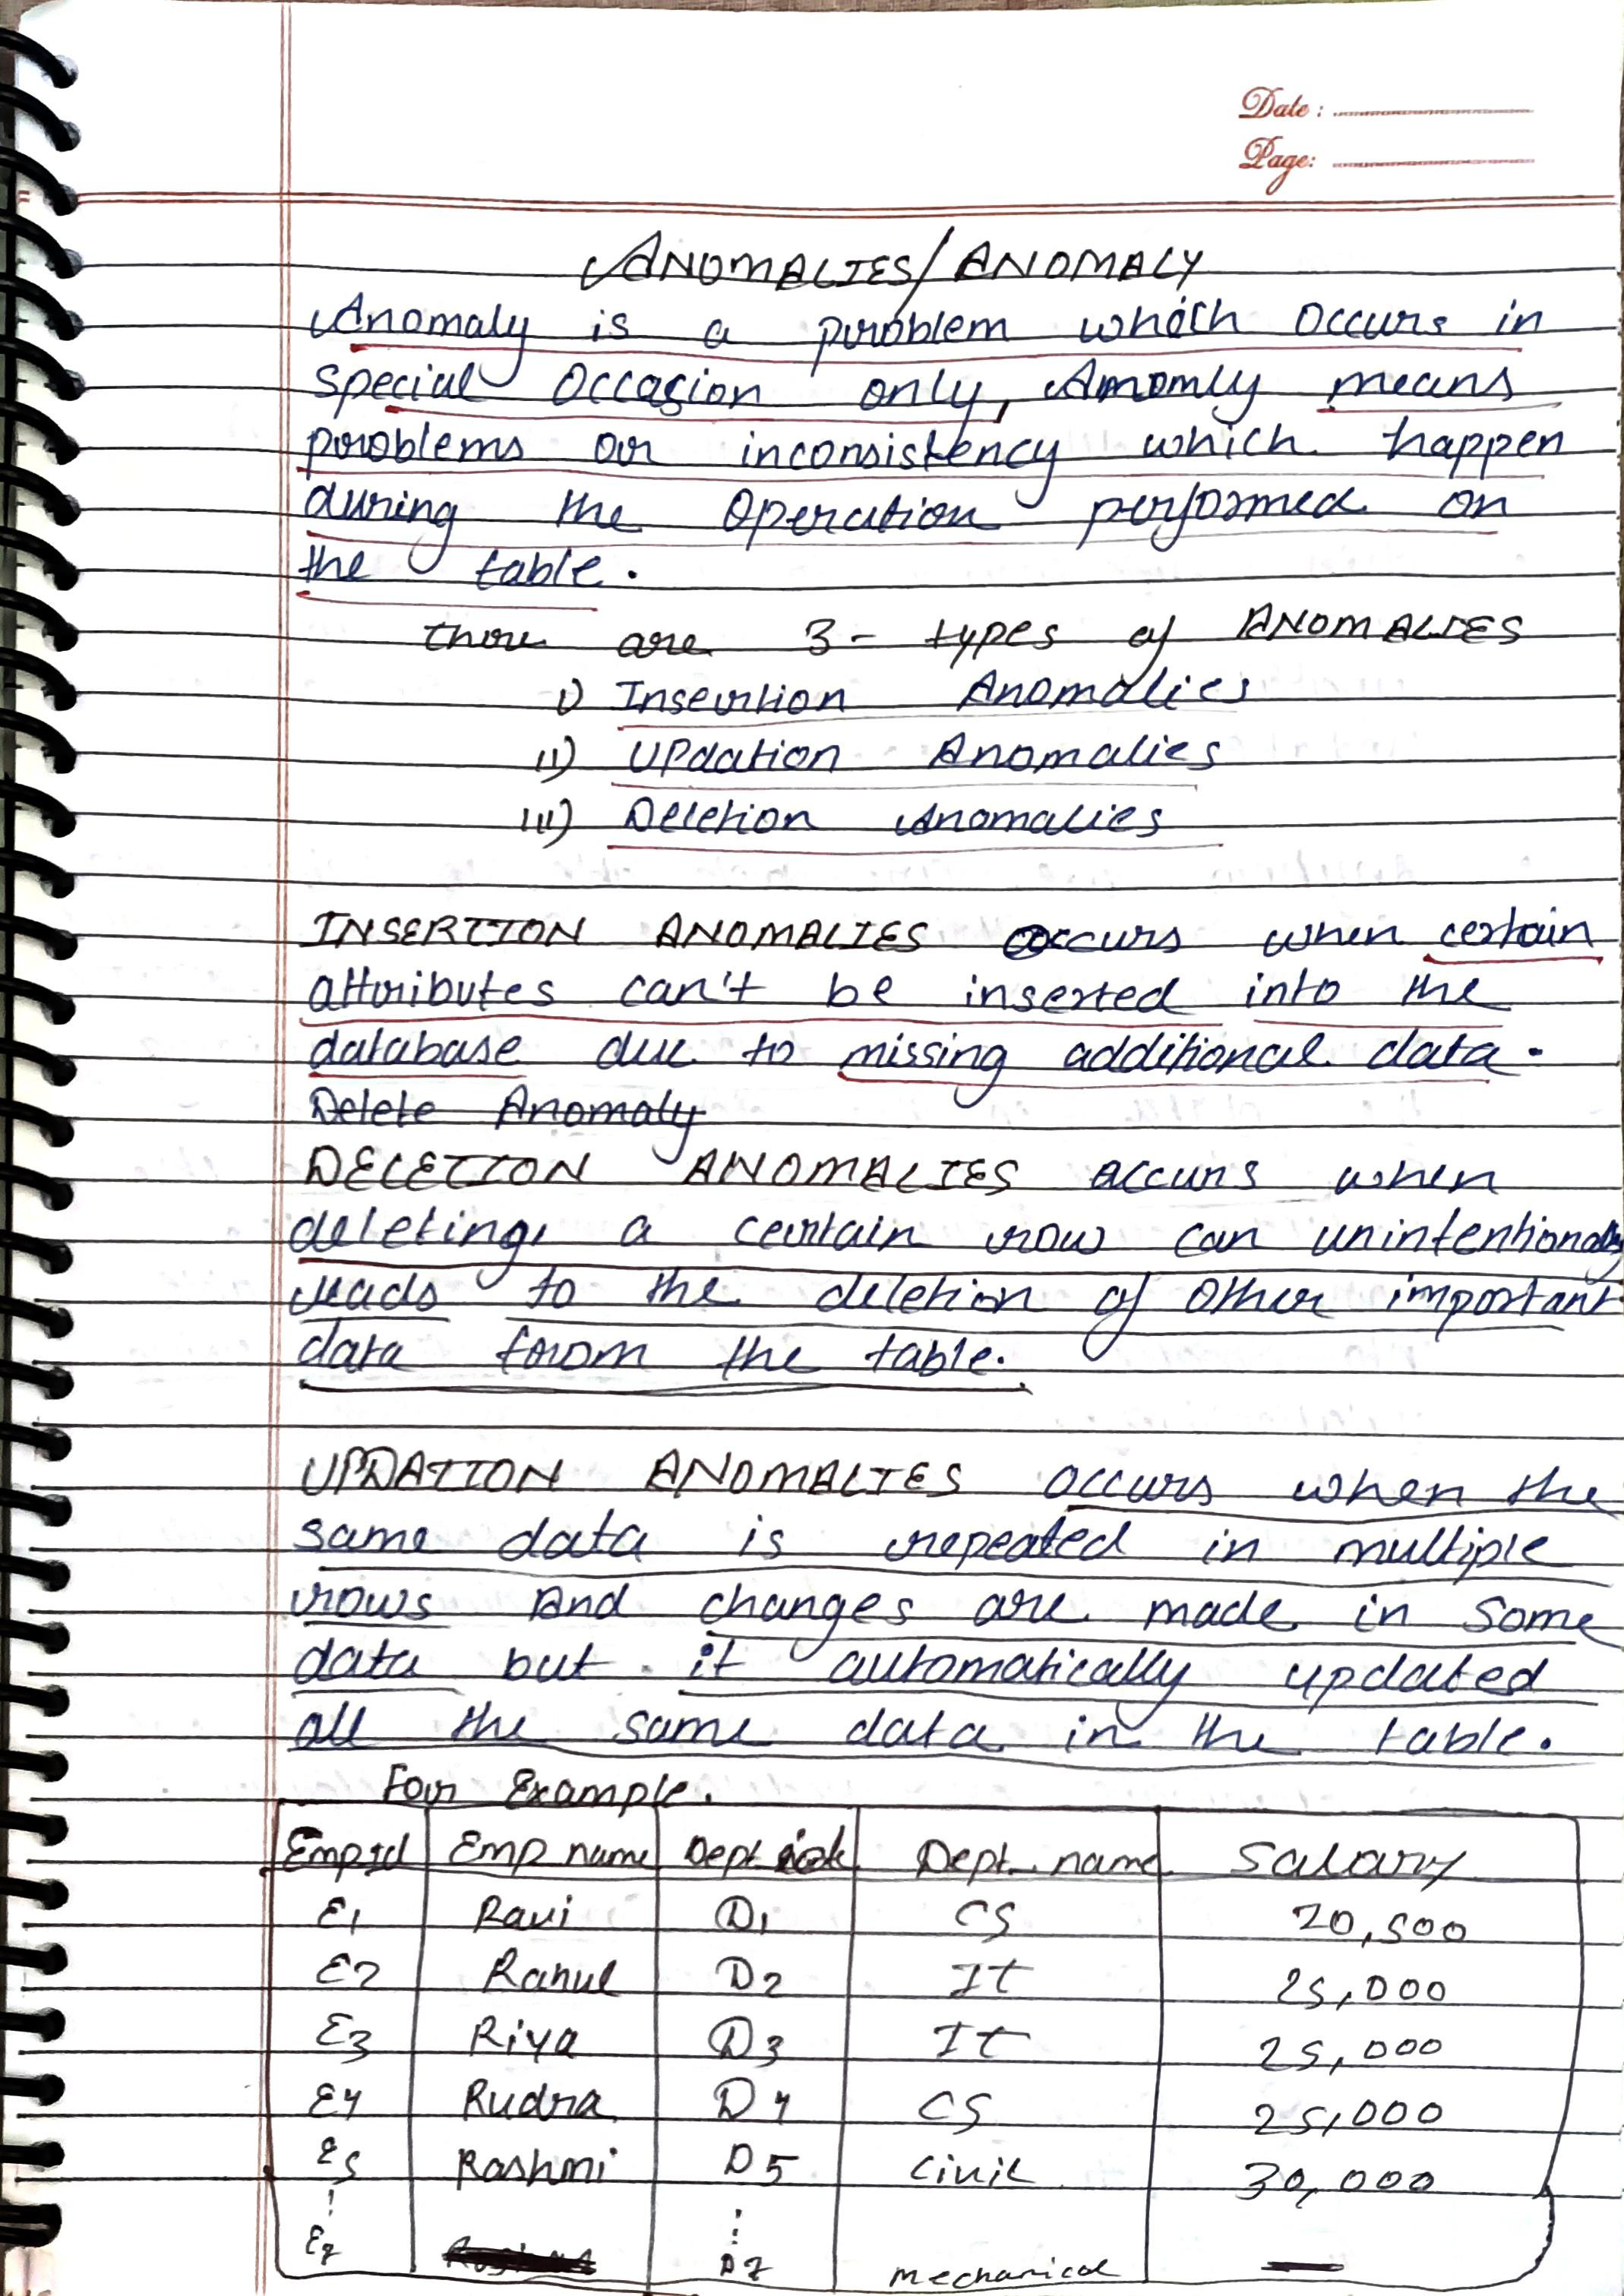 Date :
Page:
ANOMALIES/ANOMALY
Anomaly is a problem which occurs in
special occasion only, Anomly means
problems or inconsistency which happen
during the operation performed on
the table.
there are 3- types of ANOMALIES
i) Insertion Anomalies
ii) Updation Anomalies
iii) Deletion Anomalies
INSERTION ANOMALIES occurs when certain
attributes can't be inserted into the
database due to missing additional data.
Delete Anomaly
DELETION ANOMALIES occurs when
deleting a certain row can unintentionally
leads to the deletion of other important
data from the table.
UPDATION ANOMALIES occurs when the
same data is repeated in multiple
rows and changes are made in some
data but it automatically updated
all the same data in the table.
For Example.
Emp Id Emp name Dept Dept. name Salary
E1 Ravi D1 CS 20,500
E2 Rahul D2 It 25,000
E3 Riya D3 It 25,000
E4 Rudra D4 CS 25,000
E5 Rashmi D5 Civil 30,000
mechanical —